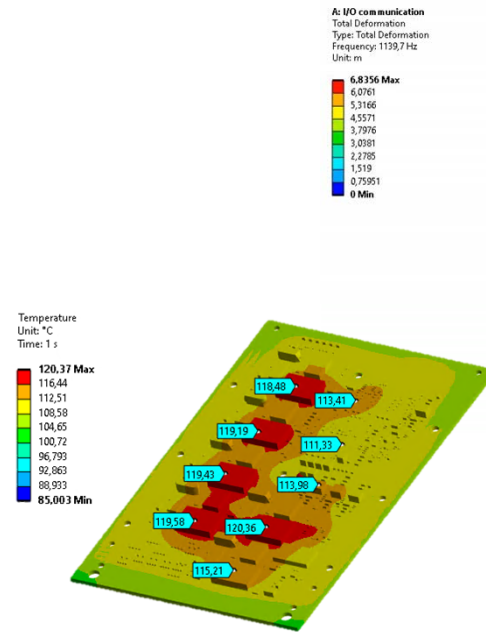 A: I/O communication
Total Deformation
Type: Total Deformation
Frequency: 1139,7 Hz
Unit: m
6,8356 Max
6,0761
5,3166
4,5571
3,7976
3,0381
2,2785
1,519
0,75951
0 Min
Temperature
Unit: °C
Time: 1 s
120,37 Max
116,44
112,51
108,58
104,65
100,72
96,793
92,863
88,933
85,003 Min
118,48
113,41
119,19
111,33
119,43
113,98
119,58
120,36
115,21